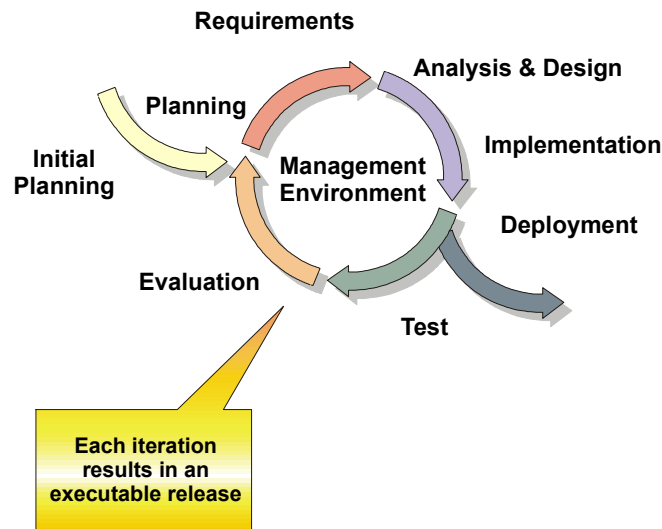 Requirements
Analysis & Design
Planning
Implementation
Initial
Planning
Management
Environment
Deployment
Evaluation
Test
Each iteration
results in an
executable release